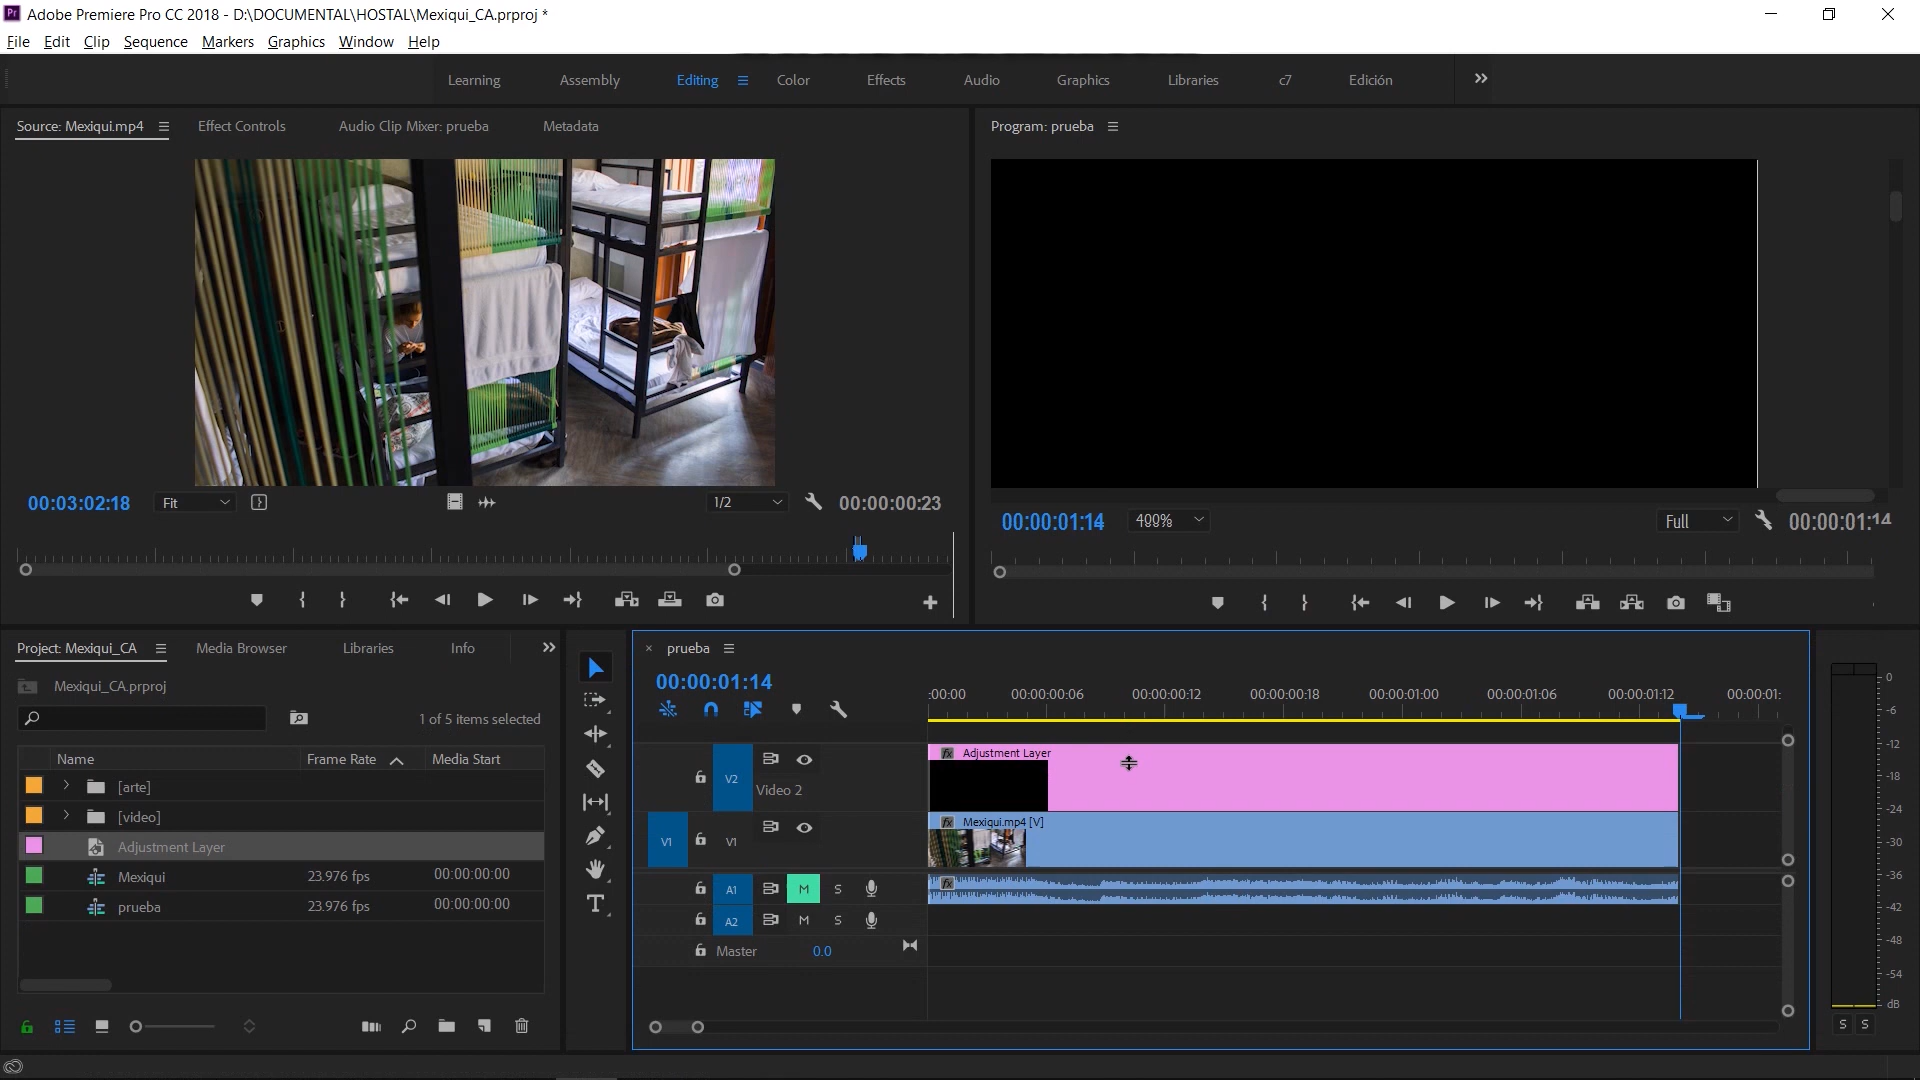 Adobe Premiere Pro CC 2018 - D:\DOCUMENTAL\HOSTAL\Mexiqui_CA.prproj *
File Edit Clip Sequence Markers Graphics Window Help
Learning Assembly Editing Color Effects Audio Graphics Libraries c7 Edición
Source: Mexiqui.mp4 Effect Controls Audio Clip Mixer: prueba Metadata
Program: prueba
00:03:02:18 Fit 1/2 00:00:00:23
00:00:01:14 400% Full 00:00:01:14
Project: Mexiqui_CA Media Browser Libraries Info
Mexiqui_CA.prproj
1 of 5 items selected
Name Frame Rate Media Start
[arte]
[video]
Adjustment Layer
Mexiqui 23.976 fps 00:00:00:00
prueba 23.976 fps 00:00:00:00
prueba
00:00:01:14
:00:00 00:00:00:06 00:00:00:12 00:00:00:18 00:00:01:00 00:00:01:06 00:00:01:12 00:00:01:
V2 Video 2 fx Adjustment Layer
V1 V1 fx Mexiqui.mp4 [V]
A1 M S fx
A2 M S
Master 0.0
0
-6
-12
-18
-24
-30
-36
-42
-48
-54
dB
S S